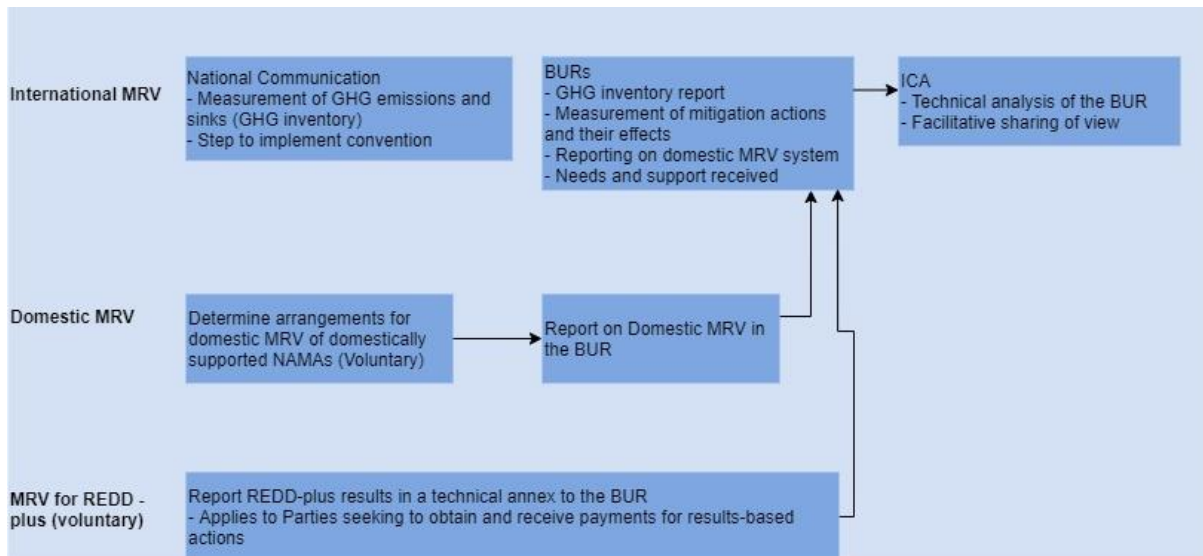 International MRV
National Communication
- Measurement of GHG emissions and
sinks (GHG inventory)
- Step to implement convention
BURs
- GHG inventory report
- Measurement of mitigation actions
and their effects
- Reporting on domestic MRV system
- Needs and support received
ICA
- Technical analysis of the BUR
- Facilitative sharing of view
Domestic MRV
Determine arrangements for
domestic MRV of domestically
supported NAMAs (Voluntary)
Report on Domestic MRV in
the BUR
MRV for REDD -
plus (voluntary)
Report REDD-plus results in a technical annex to the BUR
- Applies to Parties seeking to obtain and receive payments for results-based
actions